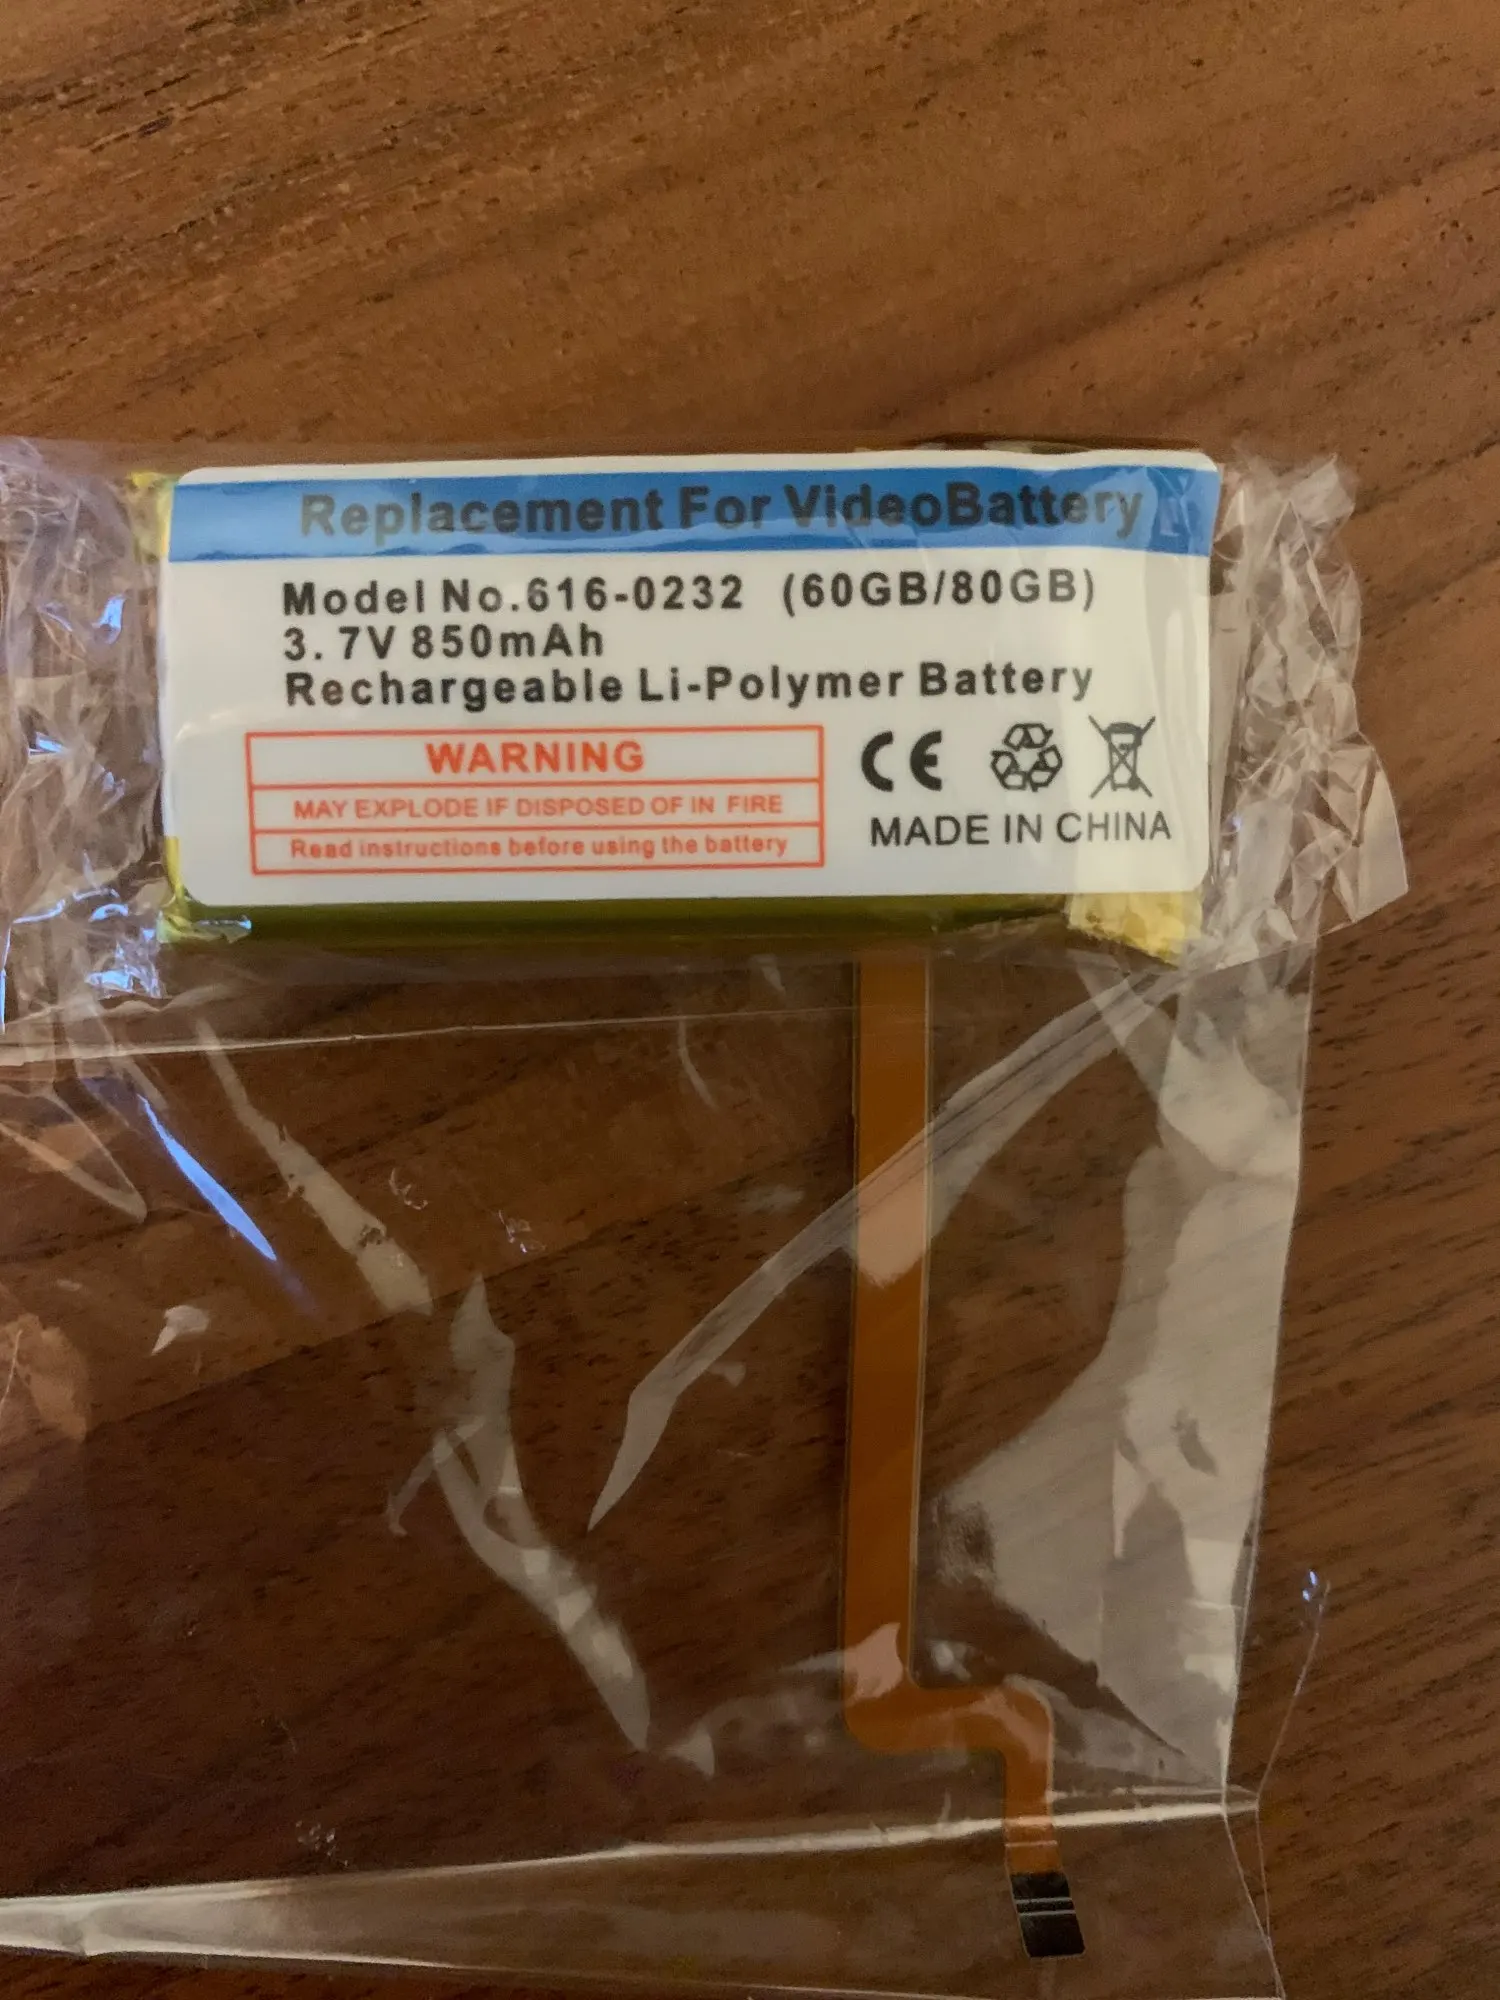 Replacement For VideoBattery
Model No.616-0232 (60GB/80GB)
3.7V 850mAh
Rechargeable Li-Polymer Battery
WARNING
MAY EXPLODE IF DISPOSED OF IN FIRE
Read instructions before using the battery
CE
MADE IN CHINA